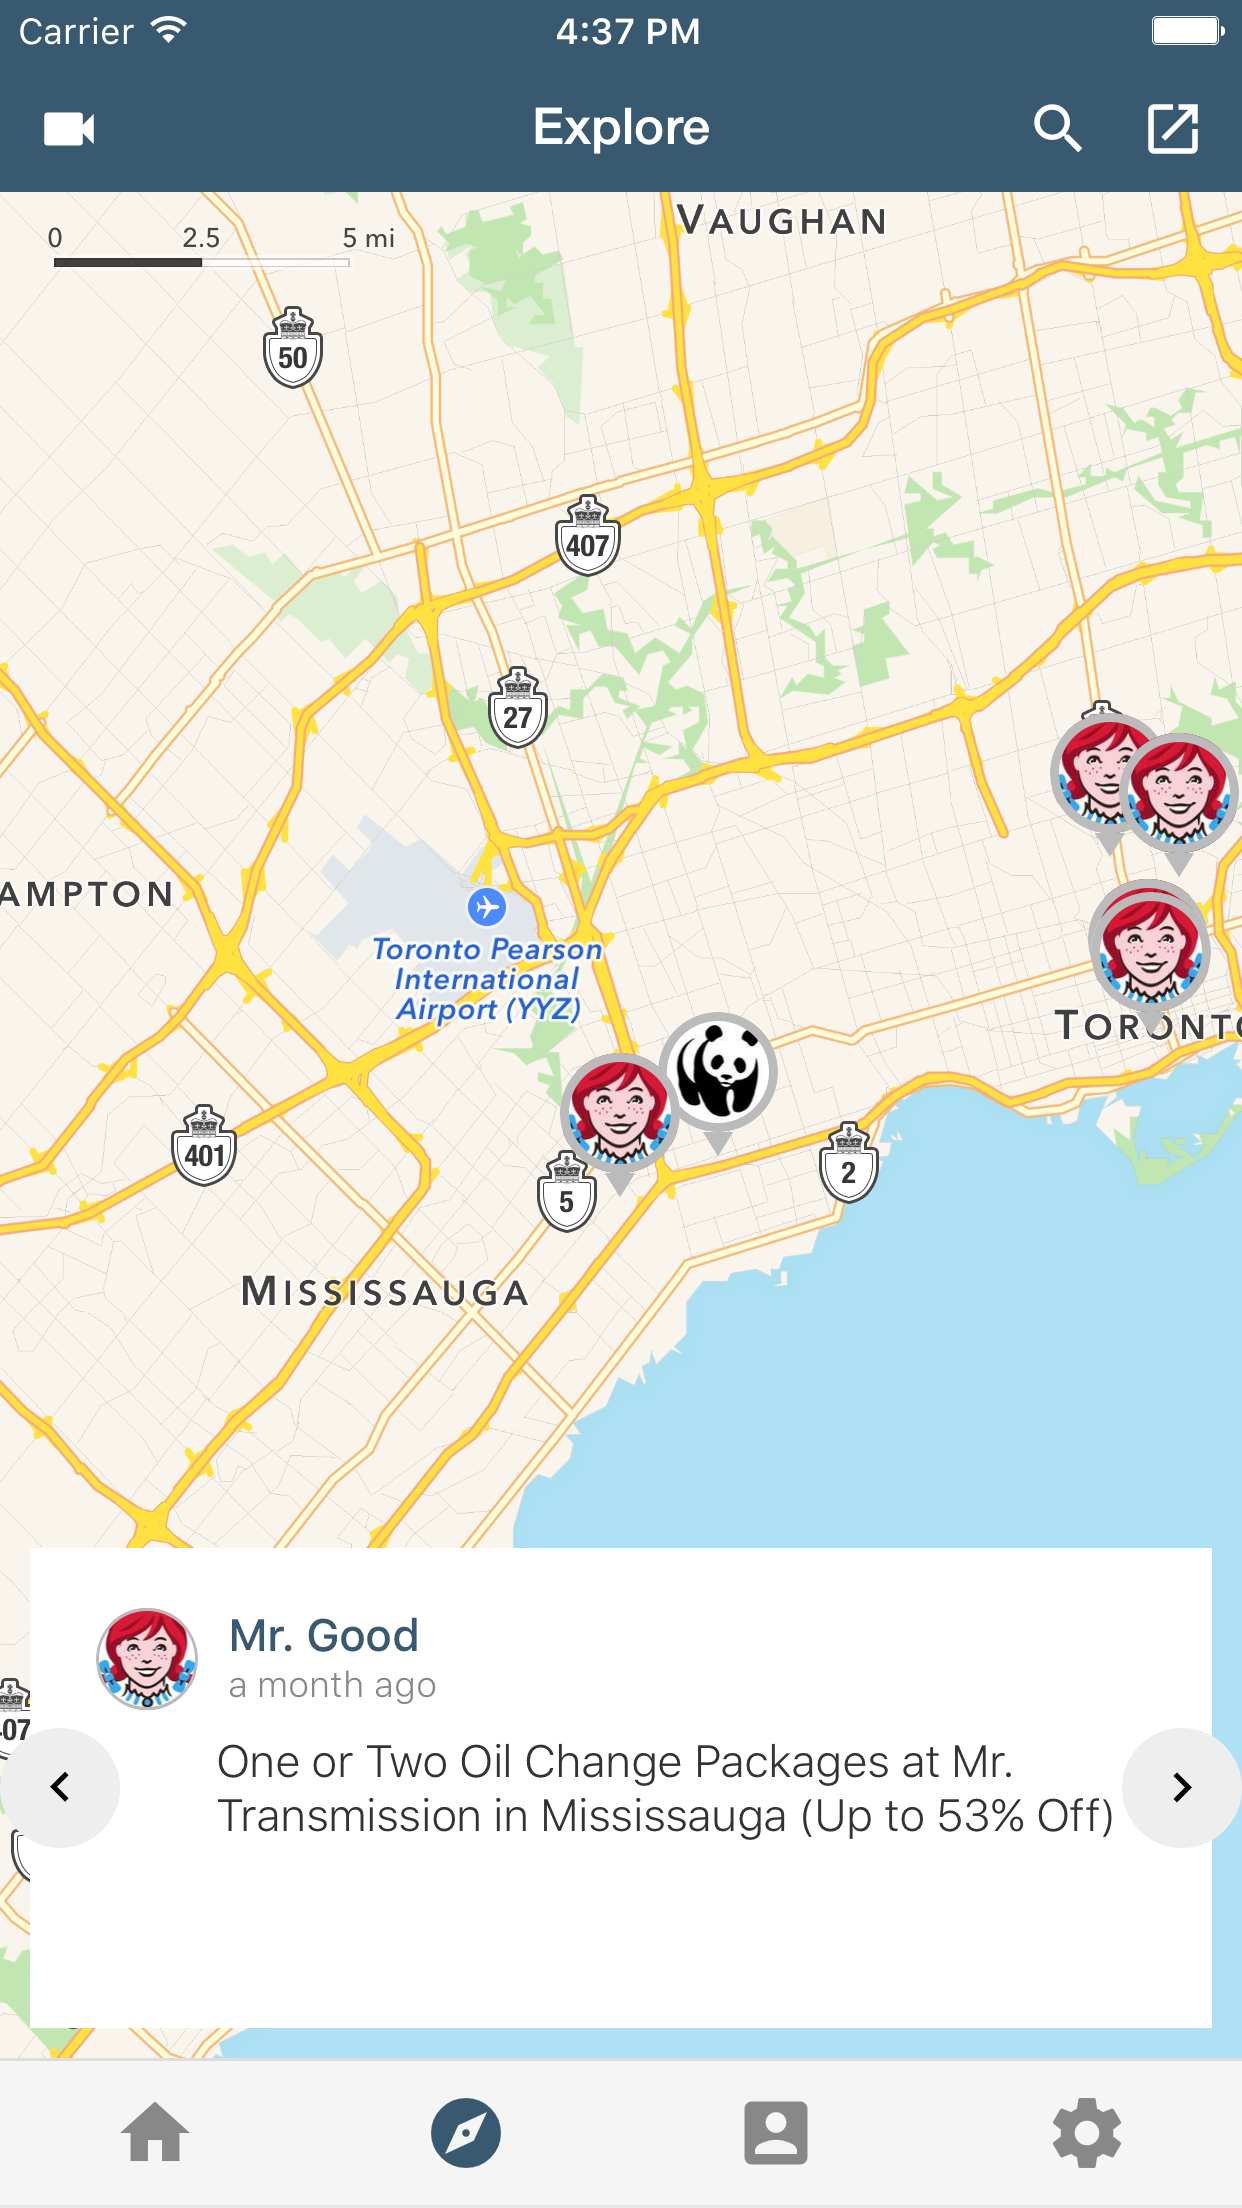 Carrier 4:37 PM
Explore
0 2.5 5 mi
VAUGHAN
50
407
27
AMPTON
Toronto Pearson
International
Airport (YYZ)
TORONTO
401
5
2
MISSISSAUGA
Mr. Good
a month ago
407
One or Two Oil Change Packages at Mr.
Transmission in Mississauga (Up to 53% Off)